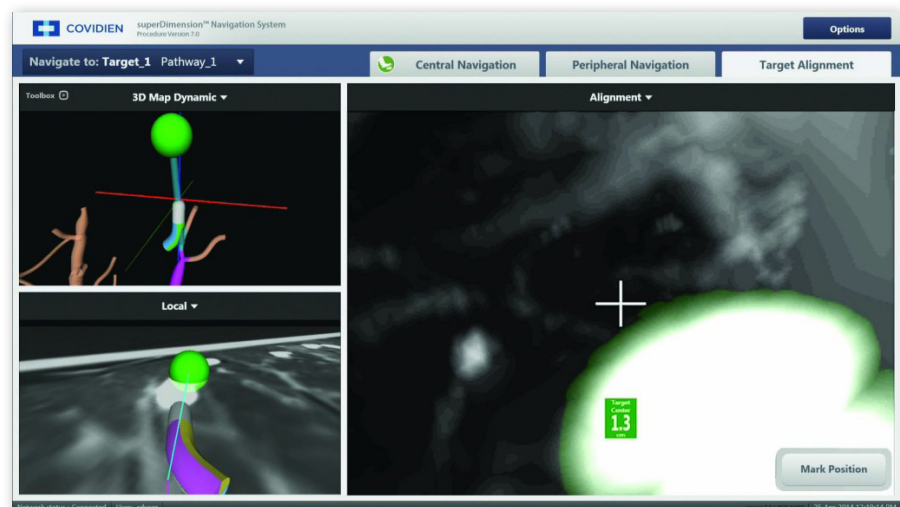 COVIDIEN
superDimension™ Navigation System
Procedure Version 7.0
Options
Navigate to: Target_1 Pathway_1
Central Navigation
Peripheral Navigation
Target Alignment
Toolbox
3D Map Dynamic
Alignment
Local
Target
Center
1.3
cm
Mark Position